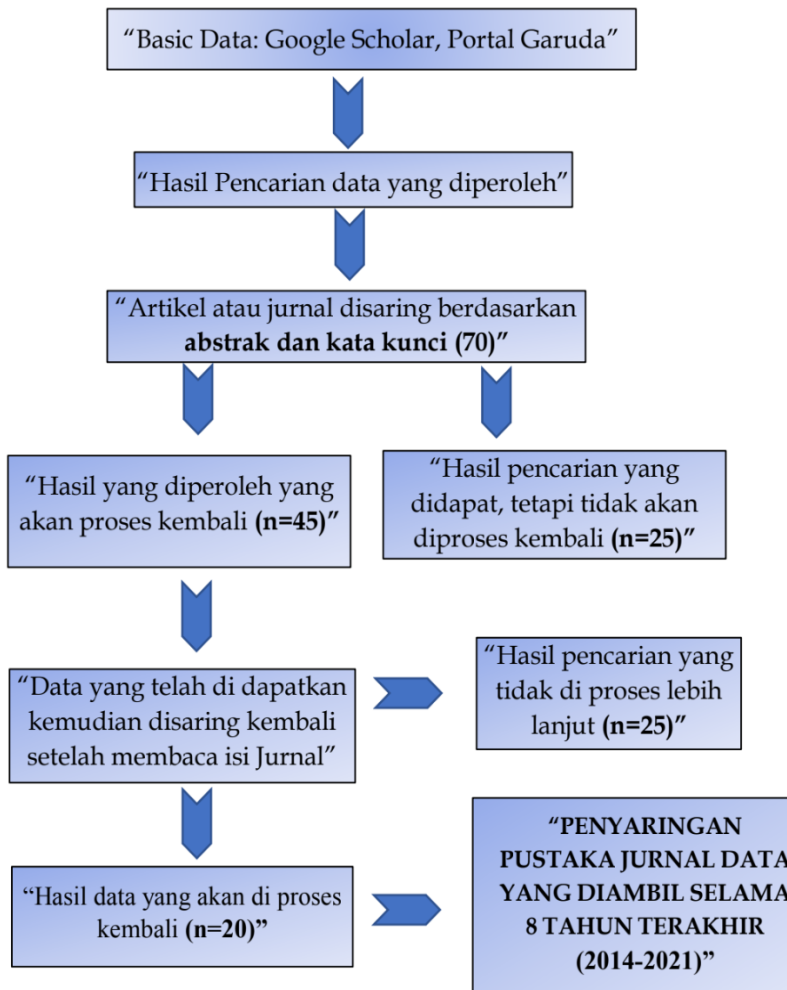 “Basic Data: Google Scholar, Portal Garuda”
“Hasil Pencarian data yang diperoleh”
“Artikel atau jurnal disaring berdasarkan
abstrak dan kata kunci (70)”
“Hasil yang diperoleh yang
akan proses kembali (n=45)”
“Hasil pencarian yang
didapat, tetapi tidak akan
diproses kembali (n=25)”
“Data yang telah di dapatkan
kemudian disaring kembali
setelah membaca isi Jurnal”
“Hasil pencarian yang
tidak di proses lebih
lanjut (n=25)”
“Hasil data yang akan di proses
kembali (n=20)”
“PENYARINGAN
PUSTAKA JURNAL DATA
YANG DIAMBIL SELAMA
8 TAHUN TERAKHIR
(2014-2021)”